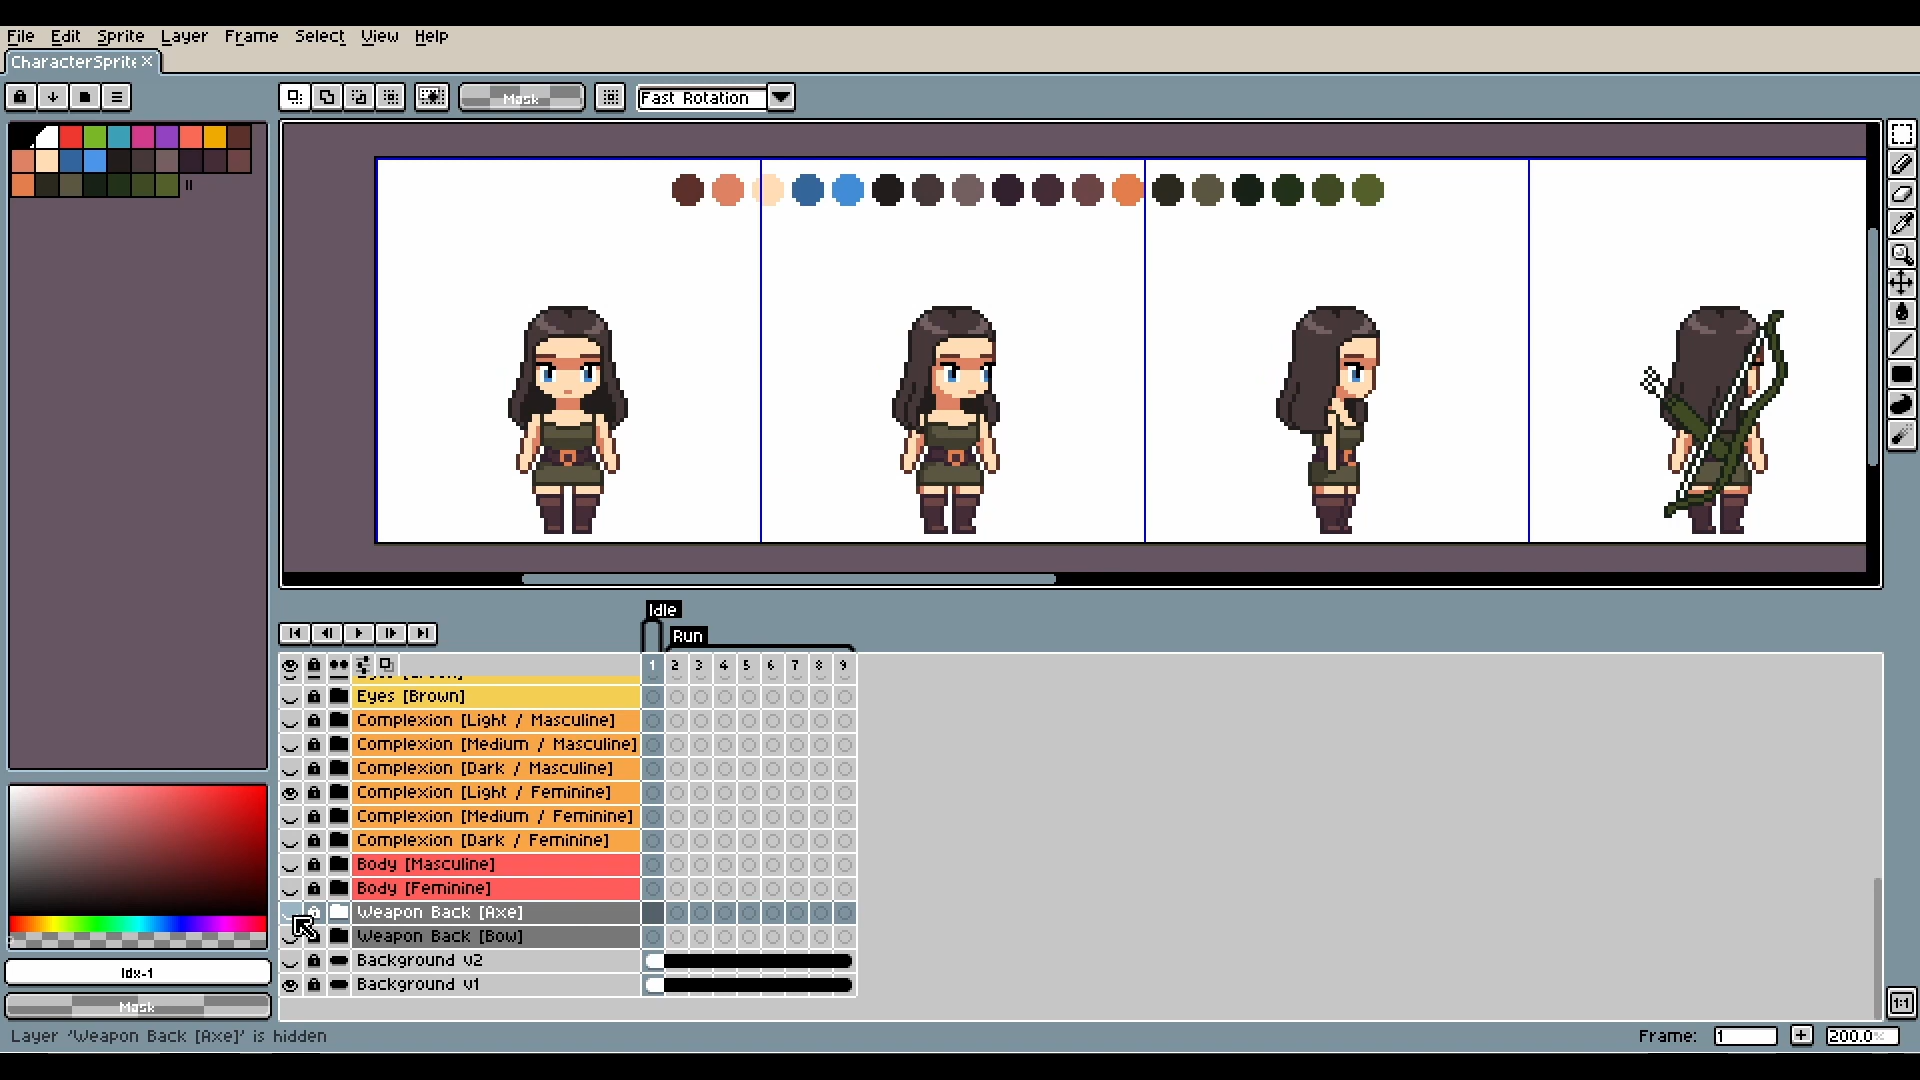 File Edit Sprite Layer Frame Select View Help
CharacterSprite
Mask
Fast Rotation
Idle
Run
1 2 3 4 5 6 7 8 9
Eyes [Brown]
Complexion [Light / Masculine]
Complexion [Medium / Masculine]
Complexion [Dark / Masculine]
Complexion [Light / Feminine]
Complexion [Medium / Feminine]
Complexion [Dark / Feminine]
Body [Masculine]
Body [Feminine]
Weapon Back [Axe]
Weapon Back [Bow]
Background v2
Background v1
Idx-1
Mask
Layer 'Weapon Back [Axe]' is hidden
Frame: 1
200.0%
1:1